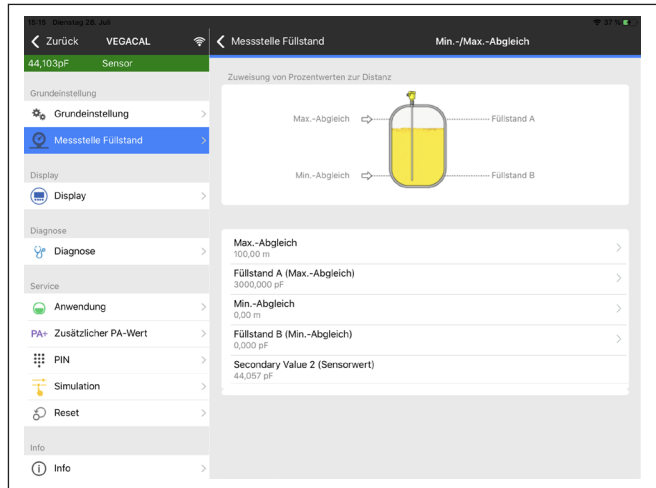 15:15 Dienstag 28. Juli
37 %
Zurück VEGACAL
Messstelle Füllstand
Min.-/Max.-Abgleich
44,103pF Sensor
Grundeinstellung
Grundeinstellung
Messstelle Füllstand
Display
Display
Diagnose
Diagnose
Service
Anwendung
PA+ Zusätzlicher PA-Wert
PIN
Simulation
Reset
Info
Info
Zuweisung von Prozentwerten zur Distanz
Max.-Abgleich
Füllstand A
Min.-Abgleich
Füllstand B
Max.-Abgleich
100,00 m
Füllstand A (Max.-Abgleich)
3000,000 pF
Min.-Abgleich
0,00 m
Füllstand B (Min.-Abgleich)
0,000 pF
Secondary Value 2 (Sensorwert)
44,057 pF